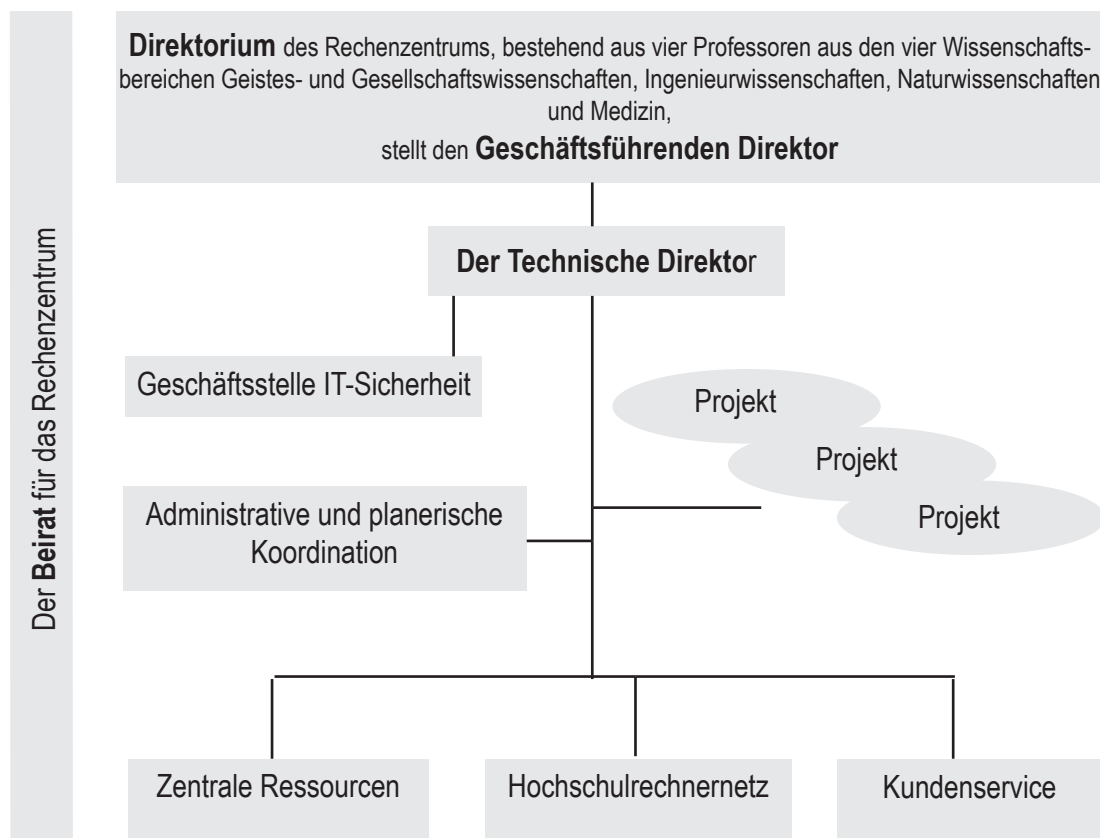 Der Beirat für das Rechenzentrum
Direktorium des Rechenzentrums, bestehend aus vier Professoren aus den vier Wissenschafts-
bereichen Geistes- und Gesellschaftswissenschaften, Ingenieurwissenschaften, Naturwissenschaften
und Medizin,
stellt den Geschäftsführenden Direktor
Der Technische Direktor
Geschäftsstelle IT-Sicherheit
Projekt
Projekt
Projekt
Administrative und planerische
Koordination
Zentrale Ressourcen
Hochschulrechnernetz
Kundenservice